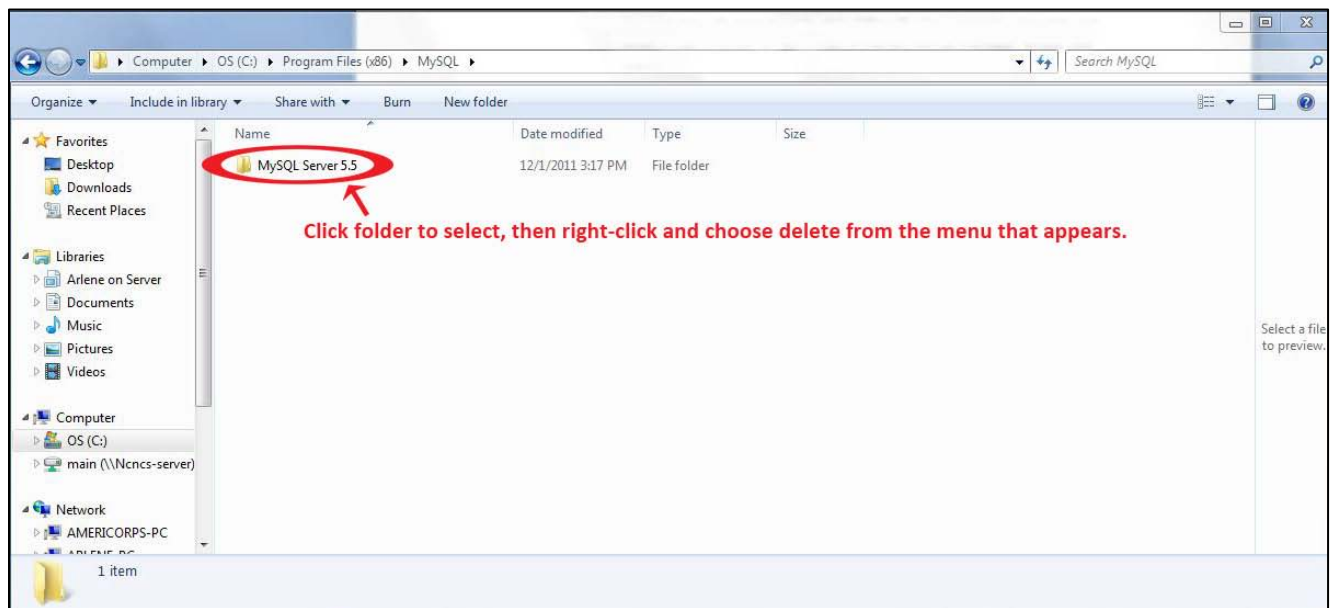 Computer ▸ OS (C:) ▸ Program Files (x86) ▸ MySQL ▸
Search MySQL
Organize ▾ Include in library ▾ Share with ▾ Burn New folder
Name Date modified Type Size
MySQL Server 5.5 12/1/2011 3:17 PM File folder
Click folder to select, then right-click and choose delete from the menu that appears.
Favorites
Desktop
Downloads
Recent Places
Libraries
Arlene on Server
Documents
Music
Pictures
Videos
Computer
OS (C:)
main (\\Ncncs-server)
Network
AMERICORPS-PC
Select a file
to preview.
1 item